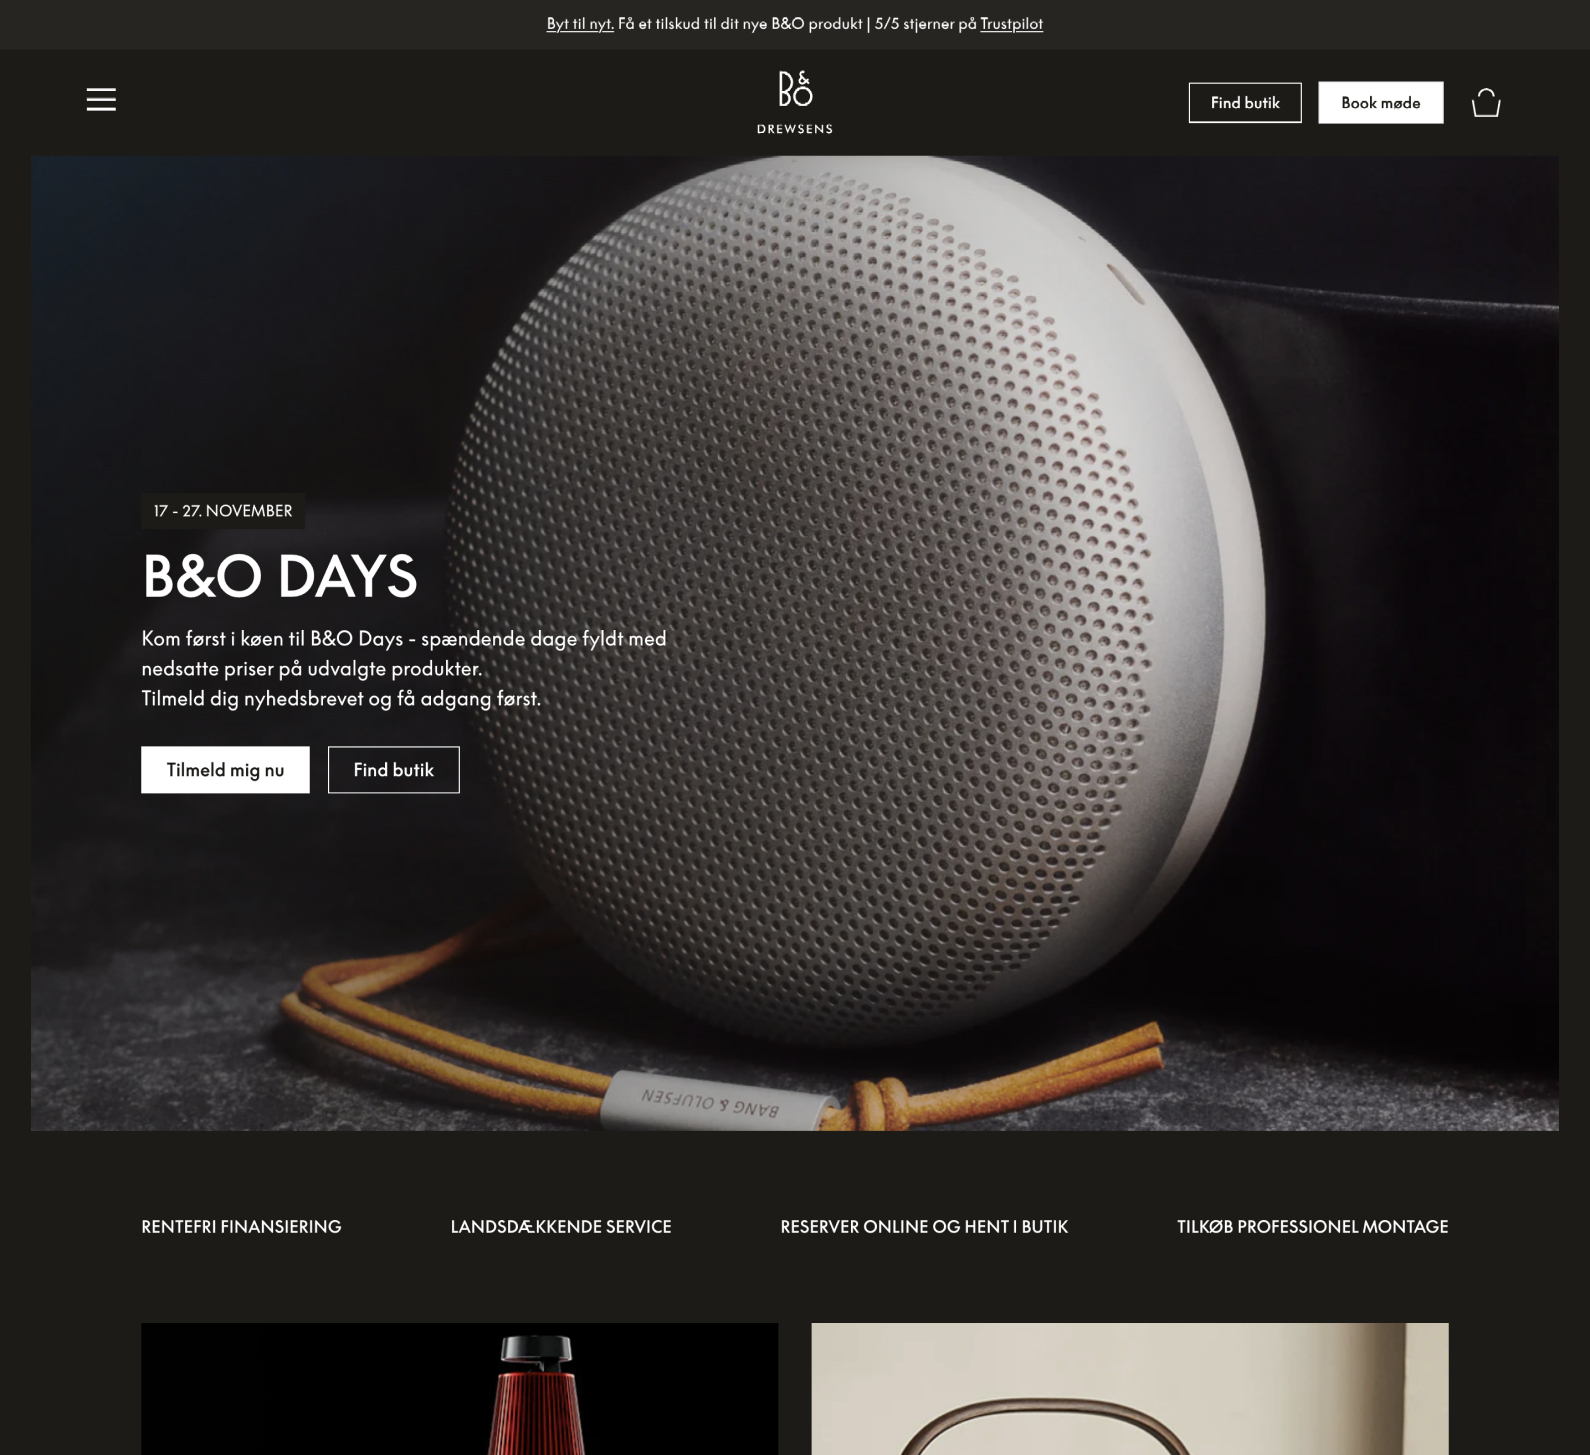 Byt til nyt. Få et tilskud til dit nye B&O produkt | 5/5 stjerner på Trustpilot
B&O
DREWSENS
Find butik
Book møde
17 - 27. NOVEMBER
B&O DAYS
Kom først i køen til B&O Days - spændende dage fyldt med
nedsatte priser på udvalgte produkter.
Tilmeld dig nyhedsbrevet og få adgang først.
Tilmeld mig nu
Find butik
BANG & OLUFSEN
RENTEFRI FINANSIERING
LANDSDÆKKENDE SERVICE
RESERVER ONLINE OG HENT I BUTIK
TILKØB PROFESSIONEL MONTAGE